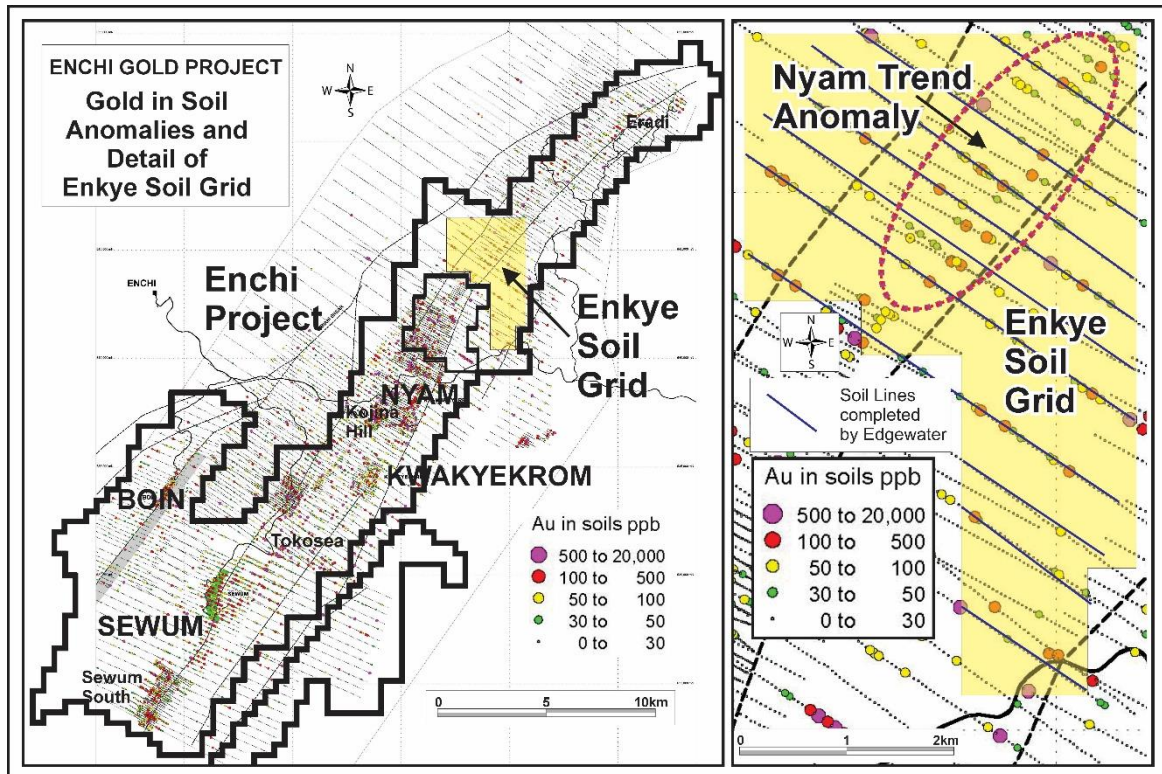 ENCHI GOLD PROJECT
Gold in Soil
Anomalies and
Detail of
Enkye Soil Grid
N
W E
S
Eradi
ENCHI
Enchi
Project
Enkye
Soil
Grid
NYAM
Kojina
Hill
KWAKYEKROM
BOIN
Tokosea
SEWUM
SEWUM
Sewum
South
Au in soils ppb
500 to 20,000
100 to 500
50 to 100
30 to 50
0 to 30
0 5 10km
Nyam Trend
Anomaly
N
W E
S
Enkye
Soil
Grid
Soil Lines
completed
by Edgewater
Au in soils ppb
500 to 20,000
100 to 500
50 to 100
30 to 50
0 to 30
0 1 2km